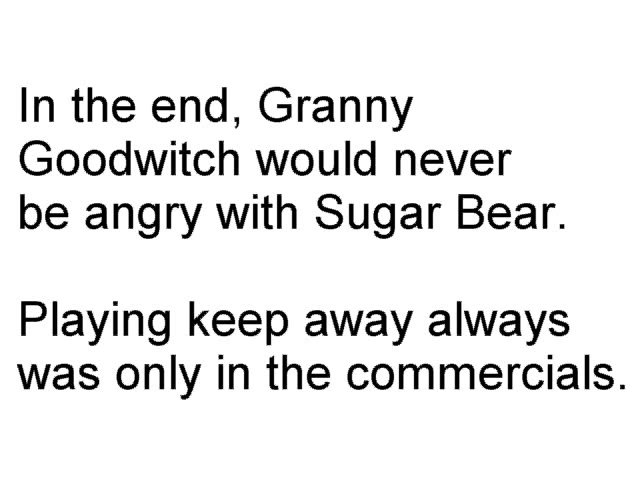 In the end, Granny
Goodwitch would never
be angry with Sugar Bear.
Playing keep away always
was only in the commercials.